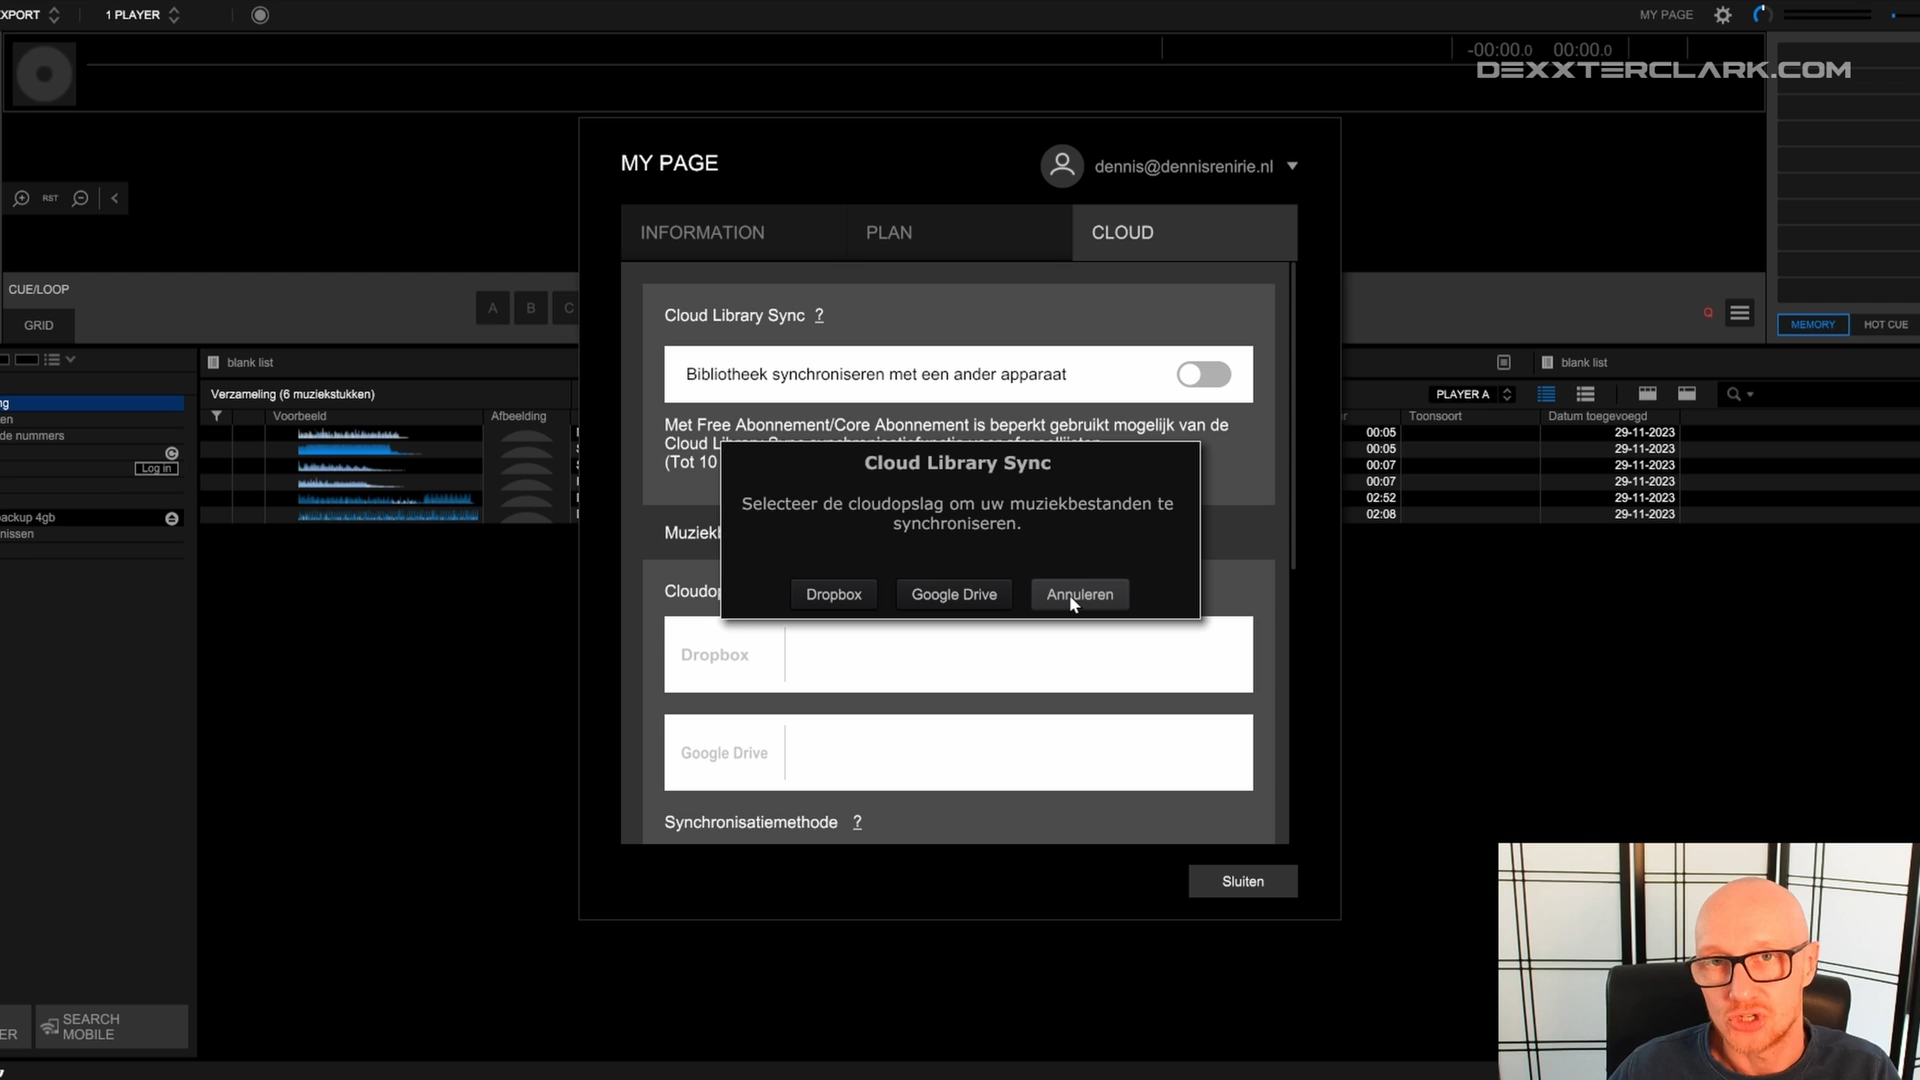 XPORT
1 PLAYER
MY PAGE
-00:00.0 00:00.0
DEXXTERCLARK.COM
MY PAGE
dennis@dennisrenirie.nl
RST
INFORMATION
PLAN
CLOUD
CUE/LOOP
A
B
C
GRID
Cloud Library Sync ?
Q
MEMORY
HOT CUE
Bibliotheek synchroniseren met een ander apparaat
blank list
blank list
Verzameling (6 muziekstukken)
PLAYER A
Voorbeeld
Afbeelding
Toonsoort
Datum toegevoegd
ng
en
de nummers
Log in
ackup 4gb
nissen
Met Free Abonnement/Core Abonnement is beperkt gebruikt mogelijk van de
Cloud L
(Tot 10
00:05
29-11-2023
00:05
29-11-2023
00:07
29-11-2023
00:07
29-11-2023
02:52
29-11-2023
02:08
29-11-2023
Cloud Library Sync
Selecteer de cloudopslag om uw muziekbestanden te
synchroniseren.
Muziekb
Cloudop
Dropbox
Google Drive
Annuleren
Dropbox
Google Drive
Synchronisatiemethode ?
Sluiten
ER
SEARCH
MOBILE